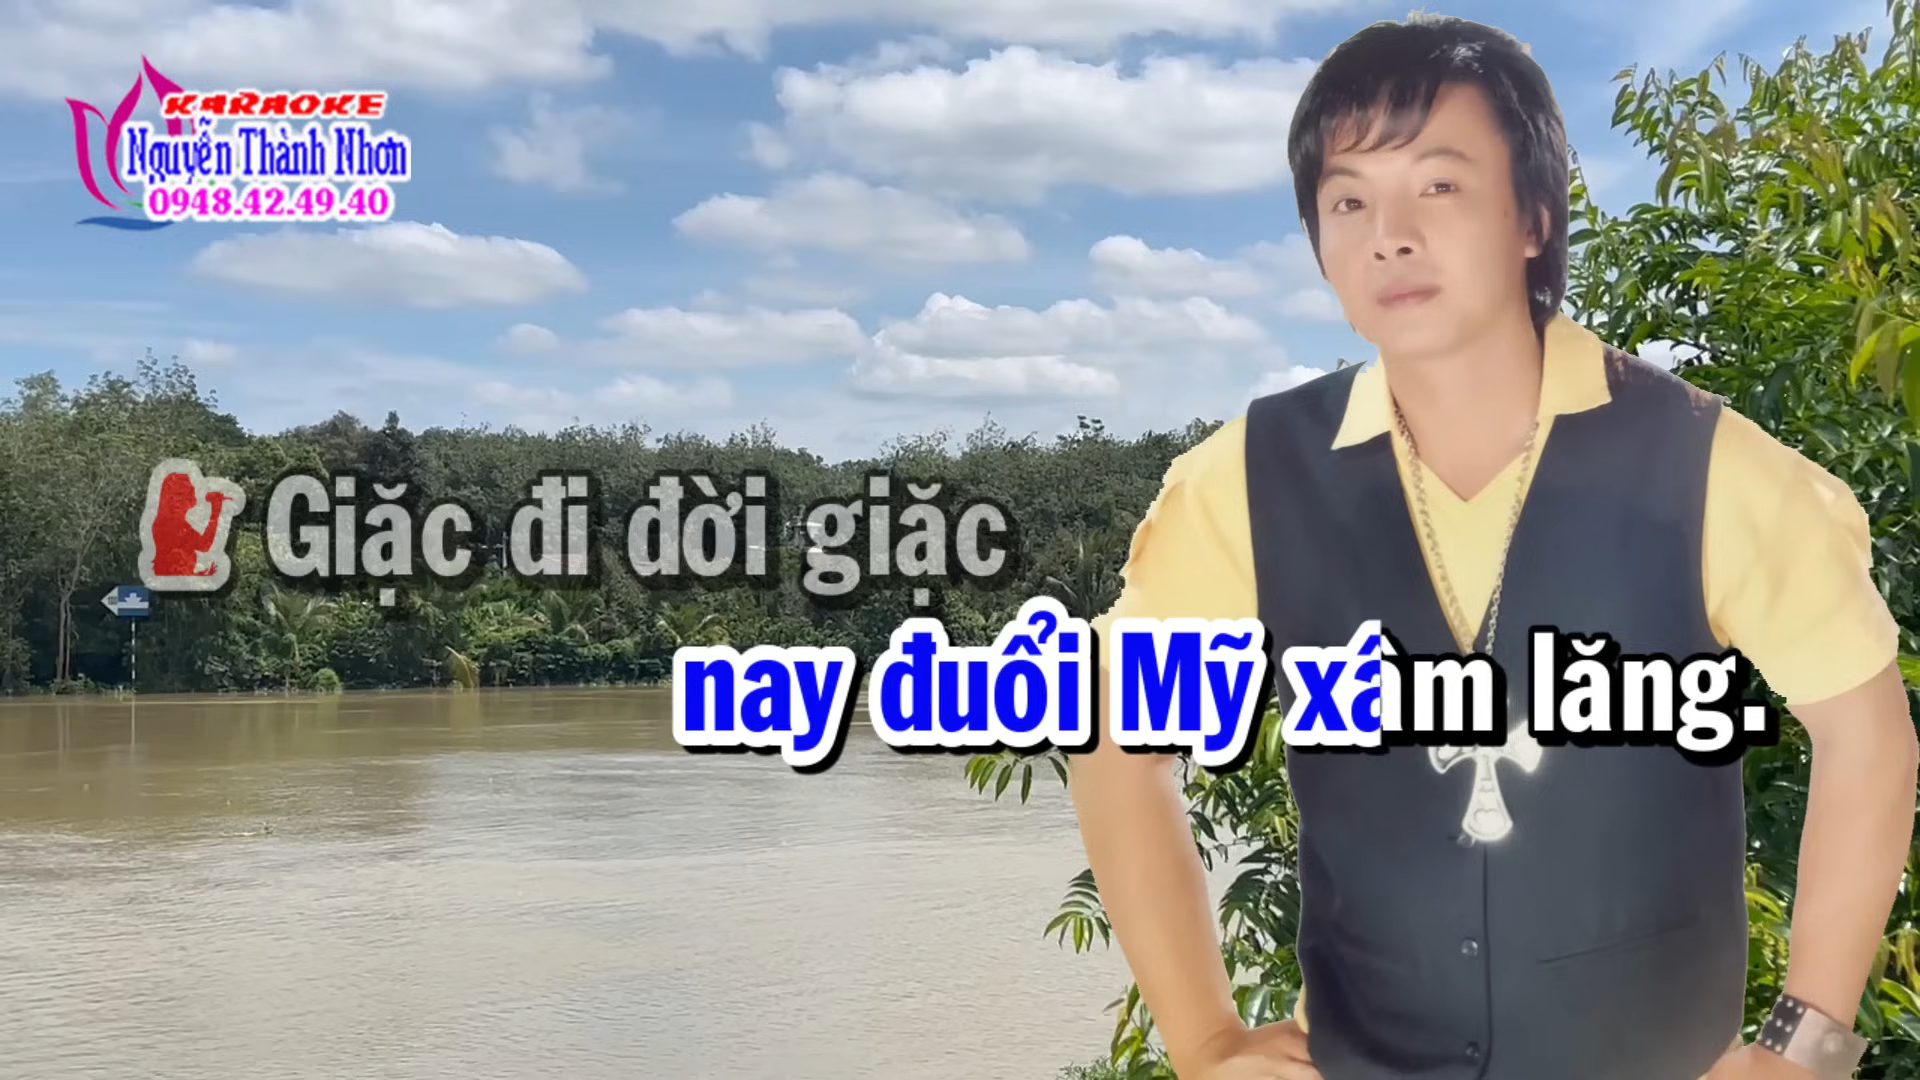 KARAOKE
Nguyễn Thành Nhơn
0948.42.49.40
Giặc đi đời giặc
nay đuổi Mỹ xâm lăng.